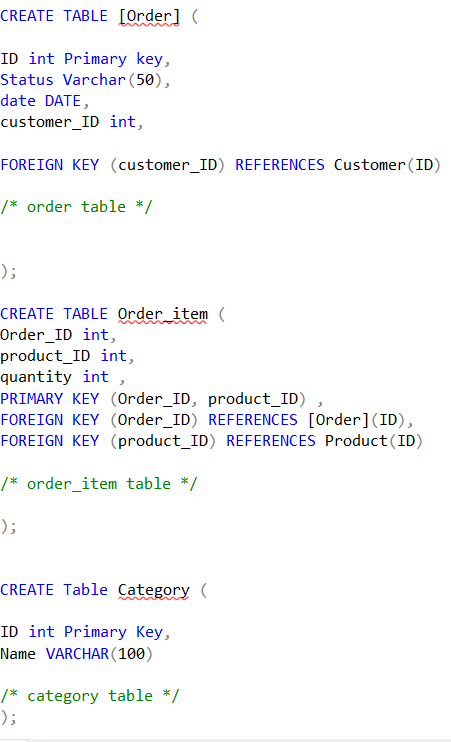 CREATE TABLE [Order] (
ID int Primary key,
Status Varchar(50),
date DATE,
customer_ID int,
FOREIGN KEY (customer_ID) REFERENCES Customer(ID)
/* order table */
);
CREATE TABLE Order_item (
Order_ID int,
product_ID int,
quantity int ,
PRIMARY KEY (Order_ID, product_ID) ,
FOREIGN KEY (Order_ID) REFERENCES [Order](ID),
FOREIGN KEY (product_ID) REFERENCES Product(ID)
/* order_item table */
);
CREATE Table Category (
ID int Primary Key,
Name VARCHAR(100)
/* category table */
);